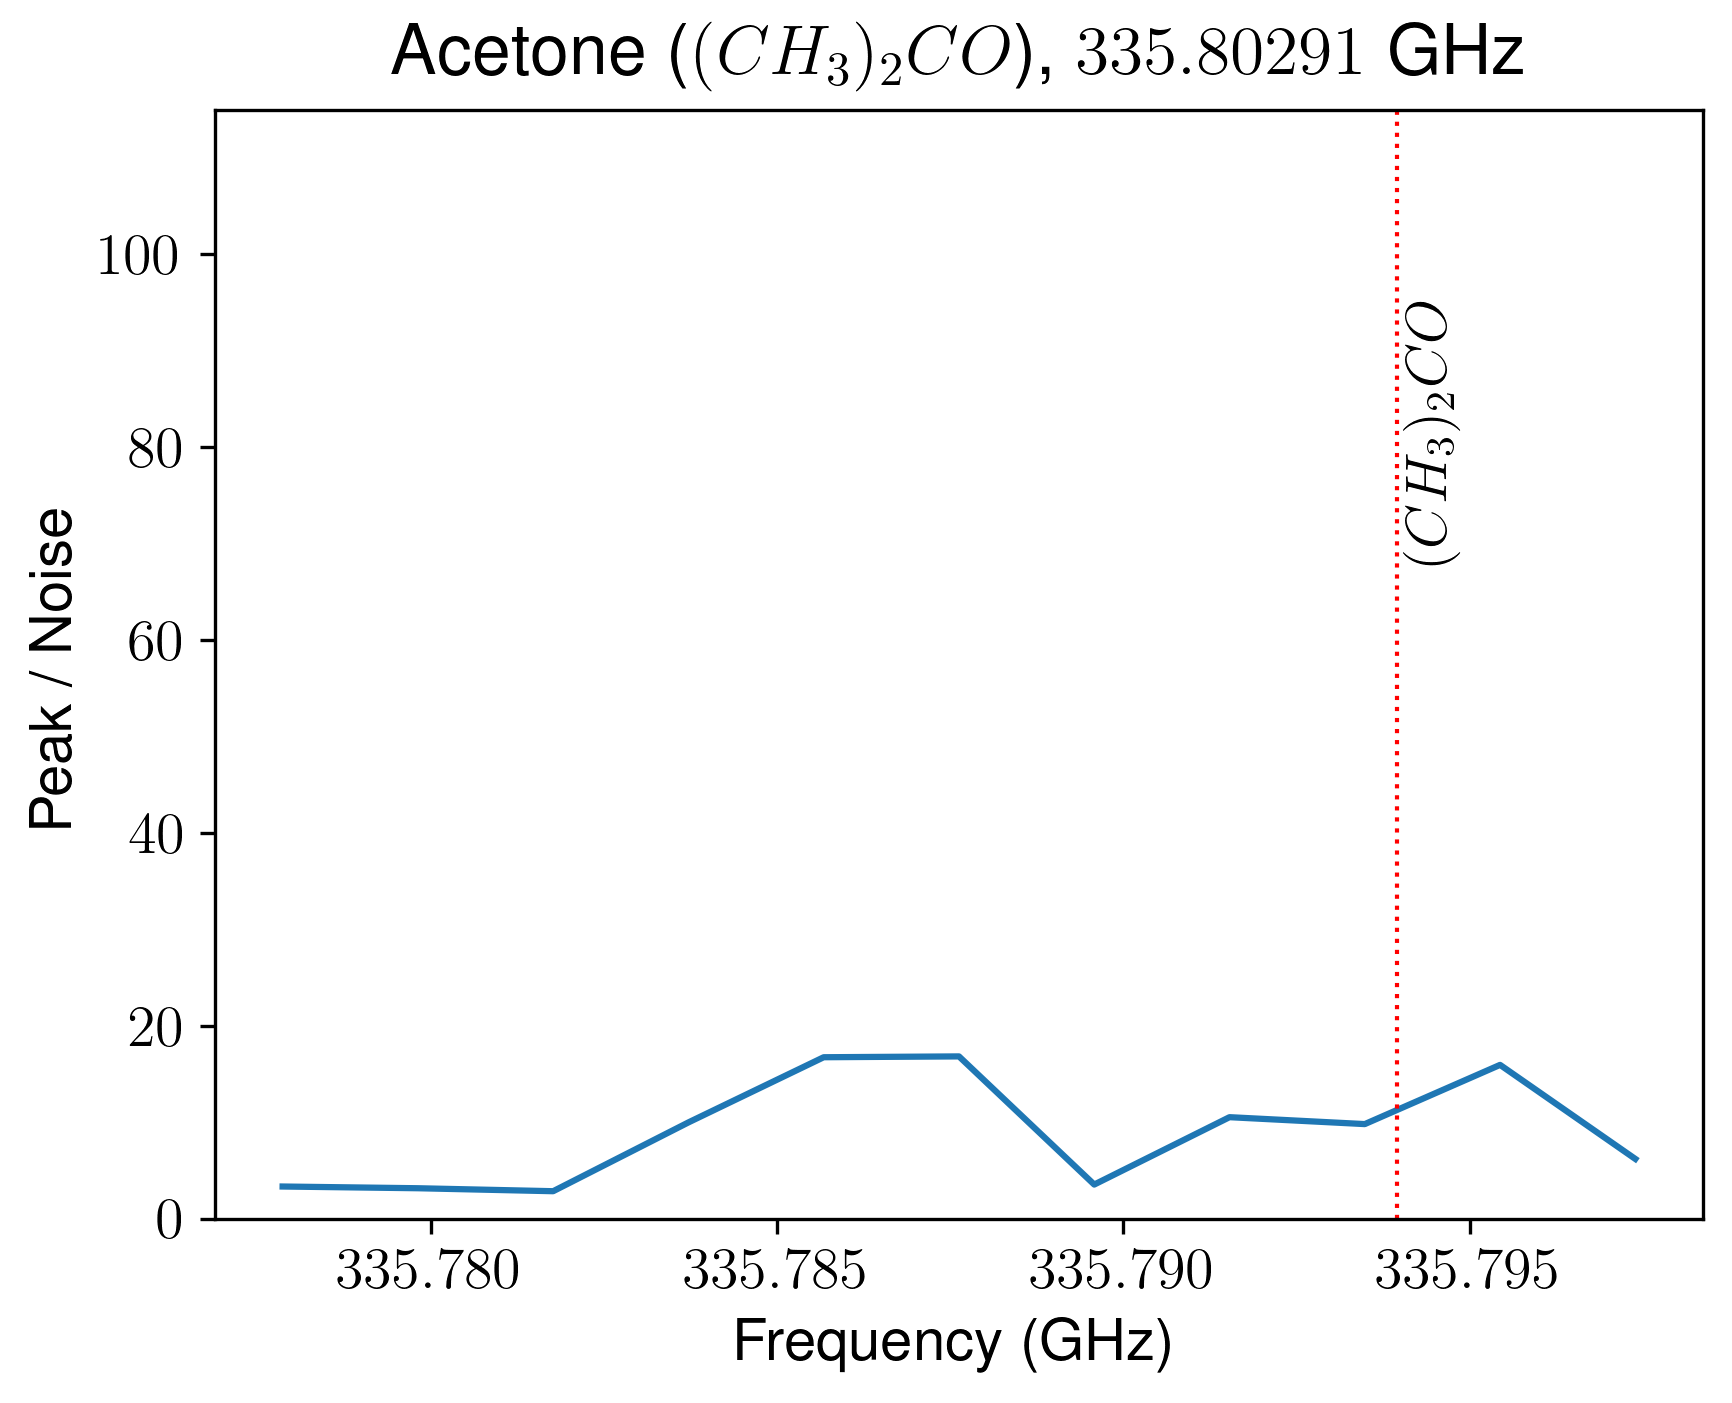 Acetone ((CH₃)₂CO), 335.80291 GHz
100
80
60
40
20
0
Peak / Noise
(CH₃)₂CO
335.780 335.785 335.790 335.795
Frequency (GHz)